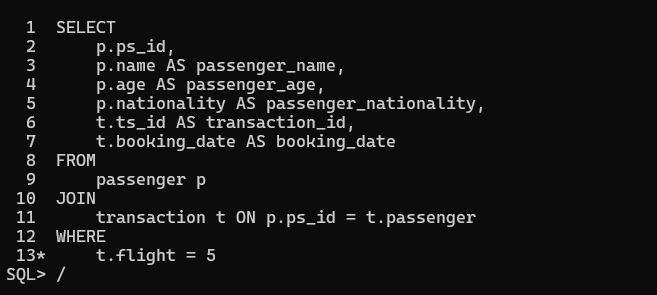 1 SELECT
2 p.ps_id,
3 p.name AS passenger_name,
4 p.age AS passenger_age,
5 p.nationality AS passenger_nationality,
6 t.ts_id AS transaction_id,
7 t.booking_date AS booking_date
8 FROM
9 passenger p
10 JOIN
11 transaction t ON p.ps_id = t.passenger
12 WHERE
13* t.flight = 5
SQL> /